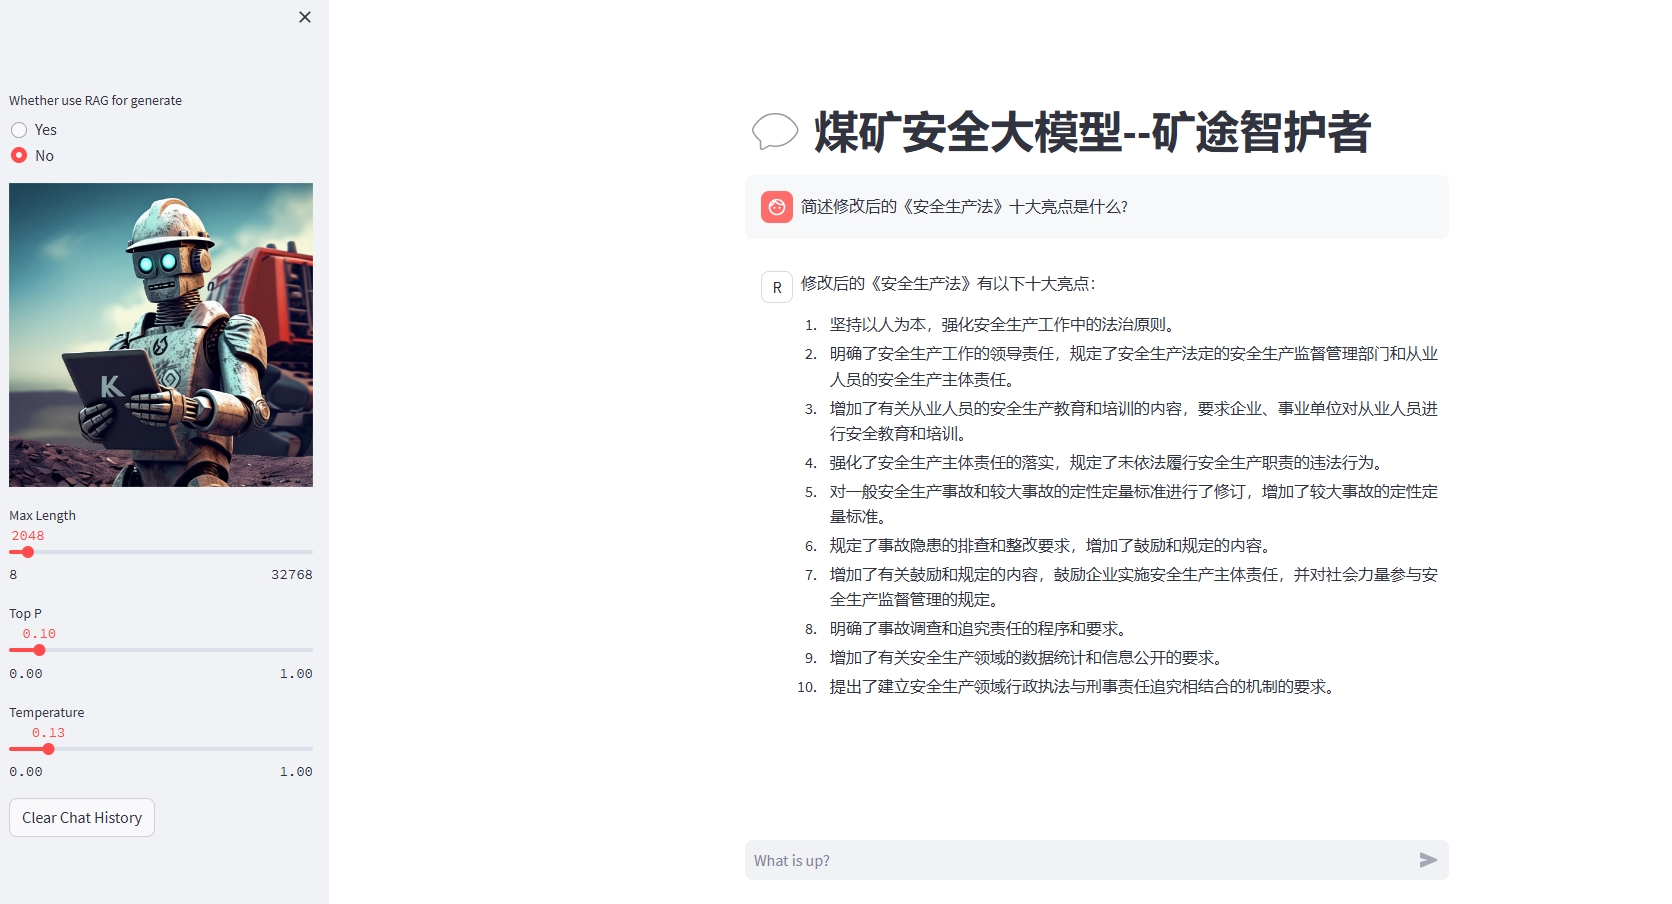 Whether use RAG for generate
Yes
No
K
Max Length
2048
8 32768
Top P
0.10
0.00 1.00
Temperature
0.13
0.00 1.00
Clear Chat History
煤矿安全大模型--矿途智护者
简述修改后的《安全生产法》十大亮点是什么?
R 修改后的《安全生产法》有以下十大亮点：
1. 坚持以人为本，强化安全生产工作中的法治原则。
2. 明确了安全生产工作的领导责任，规定了安全生产法定的安全生产监督管理部门和从业
人员的安全生产主体责任。
3. 增加了有关从业人员的安全生产教育和培训的内容，要求企业、事业单位对从业人员进
行安全教育和培训。
4. 强化了安全生产主体责任的落实，规定了未依法履行安全生产职责的违法行为。
5. 对一般安全生产事故和较大事故的定性定量标准进行了修订，增加了较大事故的定性定
量标准。
6. 规定了事故隐患的排查和整改要求，增加了鼓励和规定的内容。
7. 增加了有关鼓励和规定的内容，鼓励企业实施安全生产主体责任，并对社会力量参与安
全生产监督管理的规定。
8. 明确了事故调查和追究责任的程序和要求。
9. 增加了有关安全生产领域的数据统计和信息公开的要求。
10. 提出了建立安全生产领域行政执法与刑事责任追究相结合的机制的要求。
What is up?